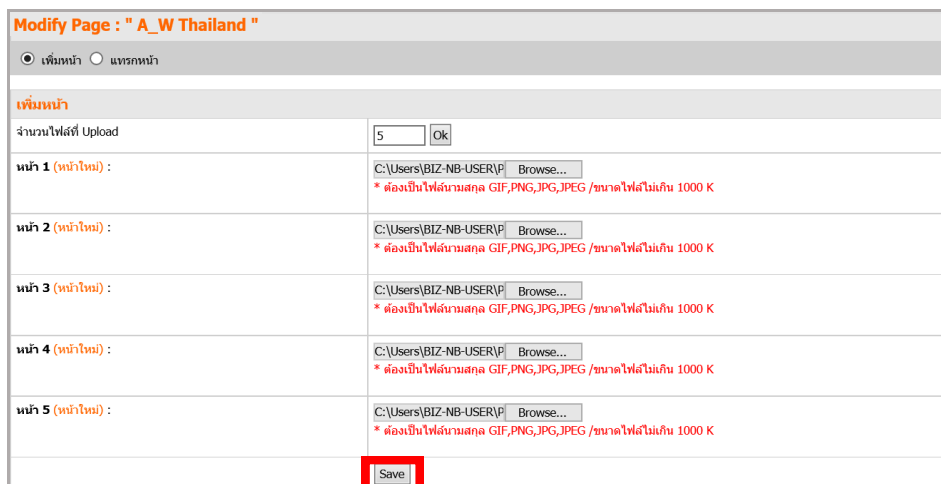 Modify Page : " A_W Thailand "
เพิ่มหน้า แทรกหน้า
เพิ่มหน้า
จำนวนไฟล์ที่ Upload 5 Ok
หน้า 1 (หน้าใหม่) : C:\Users\BIZ-NB-USER\P Browse...
* ต้องเป็นไฟล์นามสกุล GIF,PNG,JPG,JPEG /ขนาดไฟล์ไม่เกิน 1000 K
หน้า 2 (หน้าใหม่) : C:\Users\BIZ-NB-USER\P Browse...
* ต้องเป็นไฟล์นามสกุล GIF,PNG,JPG,JPEG /ขนาดไฟล์ไม่เกิน 1000 K
หน้า 3 (หน้าใหม่) : C:\Users\BIZ-NB-USER\P Browse...
* ต้องเป็นไฟล์นามสกุล GIF,PNG,JPG,JPEG /ขนาดไฟล์ไม่เกิน 1000 K
หน้า 4 (หน้าใหม่) : C:\Users\BIZ-NB-USER\P Browse...
* ต้องเป็นไฟล์นามสกุล GIF,PNG,JPG,JPEG /ขนาดไฟล์ไม่เกิน 1000 K
หน้า 5 (หน้าใหม่) : C:\Users\BIZ-NB-USER\P Browse...
* ต้องเป็นไฟล์นามสกุล GIF,PNG,JPG,JPEG /ขนาดไฟล์ไม่เกิน 1000 K
Save